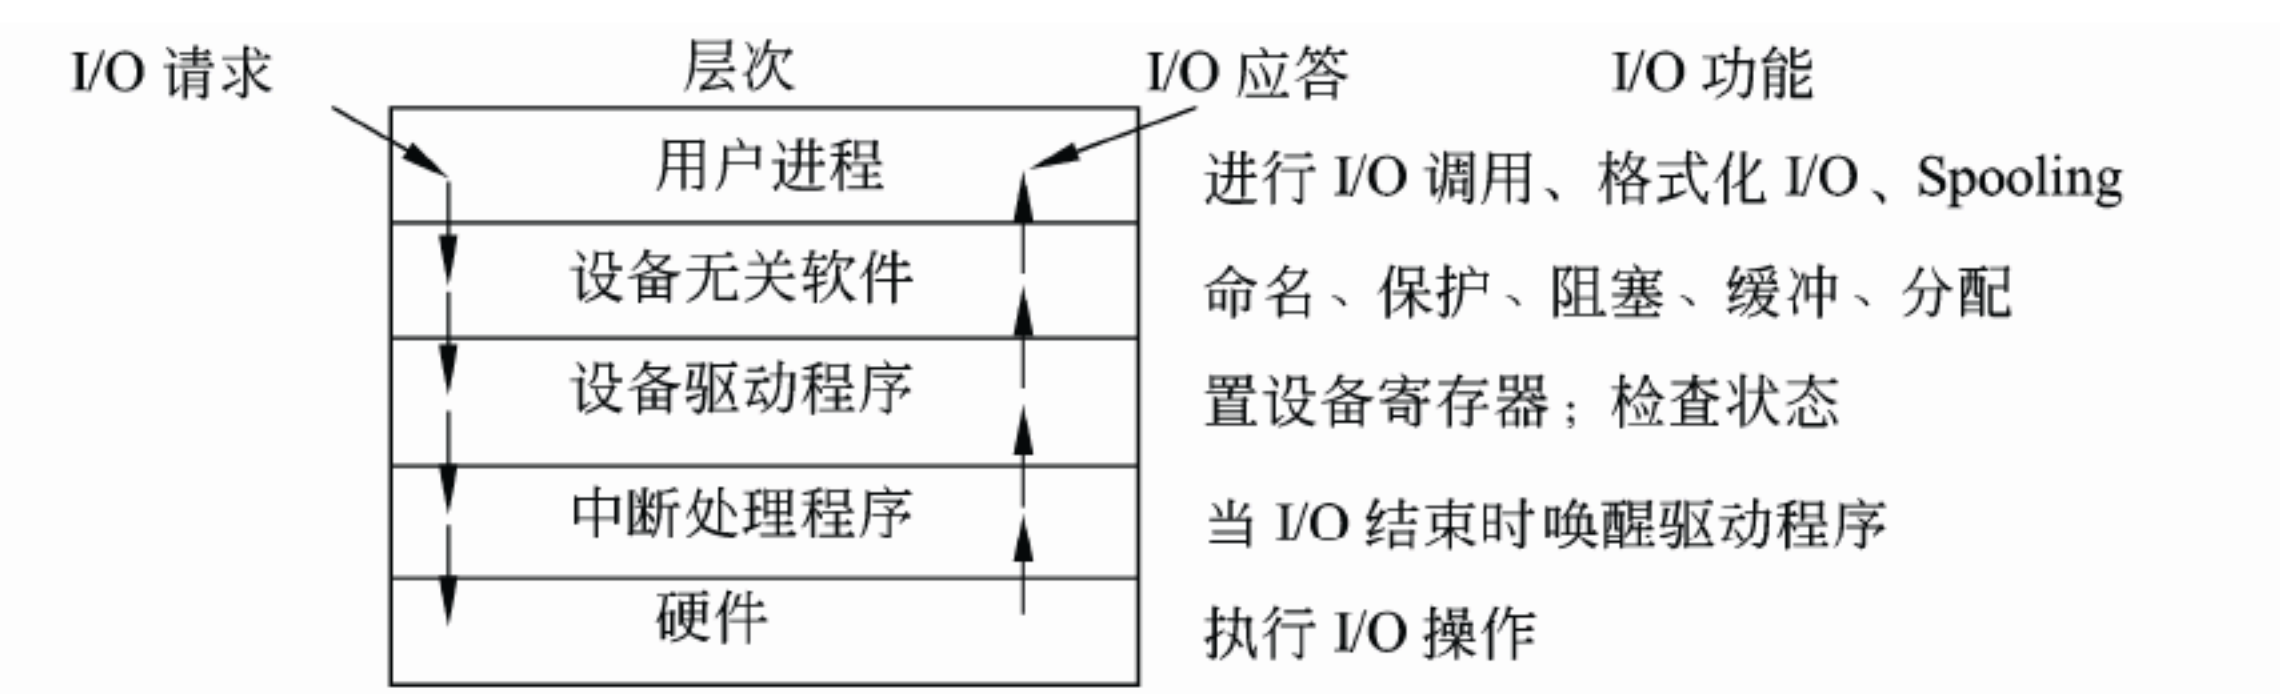 I/O 请求 层次 I/O 应答 I/O 功能
用户进程 进行 I/O 调用、格式化 I/O、Spooling
设备无关软件 命名、保护、阻塞、缓冲、分配
设备驱动程序 置设备寄存器；检查状态
中断处理程序 当 I/O 结束时唤醒驱动程序
硬件 执行 I/O 操作